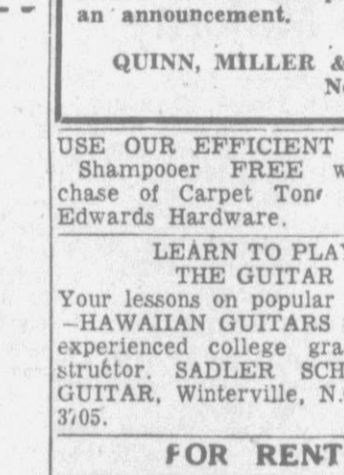 an announcement.
QUINN, MILLER &
USE OUR EFFICIENT
Shampooer FREE
chase of Carpet Tone
Edwards Hardware.
LEARN TO PLAY
THE GUITAR
Your lessons on popular
—HAWAIIAN GUITARS
experienced college gra
structor. SADLER SCH
GUITAR, Winterville, N.
3705.
FOR RENT